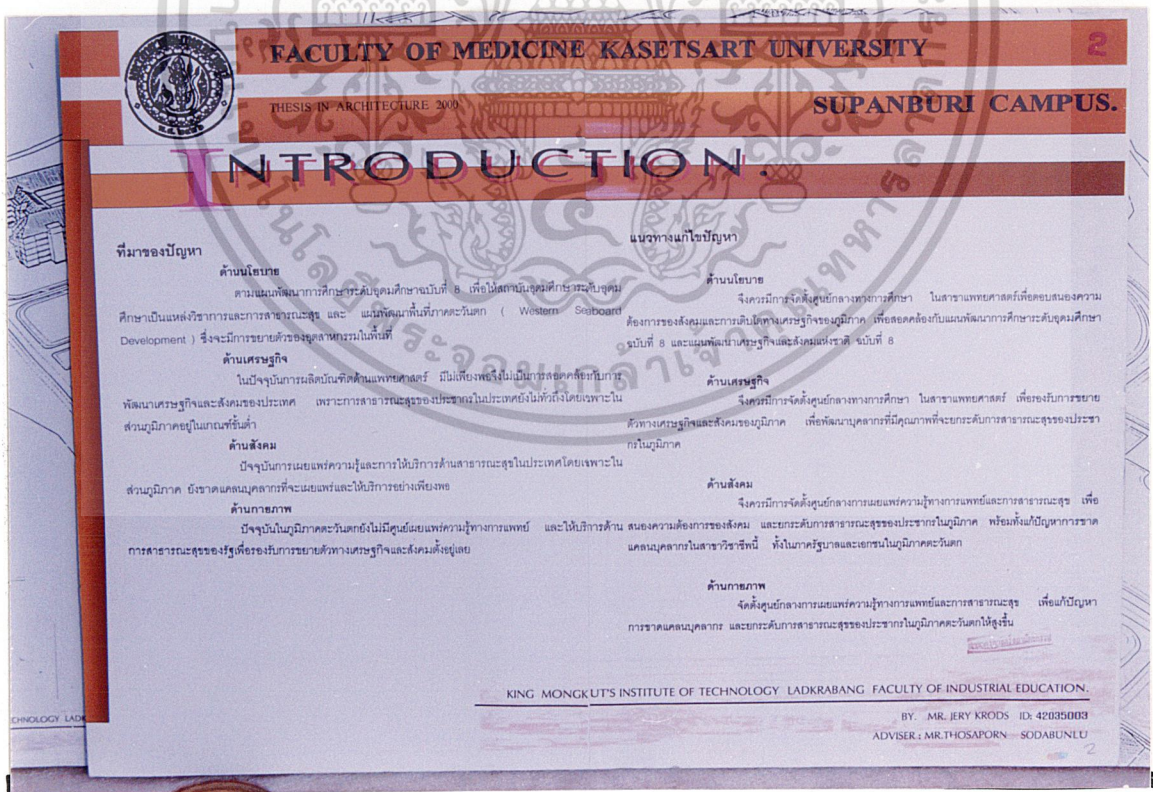 FACULTY OF MEDICINE KASETSART UNIVERSITY
2
THESIS IN ARCHITECTURE 2000
SUPANBURI CAMPUS.
พ.ศ. ๒๔๘๖
INTRODUCTION.
ที่มาของปัญหา
ด้านนโยบาย
ตามแผนพัฒนาการศึกษาระดับอุดมศึกษาฉบับที่ 8 เพื่อให้สถาบันอุดมศึกษาระดับอุดม
ศึกษาเป็นแหล่งวิชาการและการสาธารณะสุข และ แผนพัฒนาพื้นที่ภาคตะวันตก ( Western Seaboard
Development ) ซึ่งจะมีการขยายตัวของอุตสาหกรรมในพื้นที่
ด้านเศรษฐกิจ
ในปัจจุบันการผลิตบัณฑิตด้านแพทยศาสตร์ มีไม่เพียงพอจึงไม่เป็นการสอดคล้องกับการ
พัฒนาเศรษฐกิจและสังคมของประเทศ เพราะการสาธารณะสุขของประชากรในประเทศยังไม่ทั่วถึงโดยเฉพาะใน
ส่วนภูมิภาคอยู่ในเกณฑ์ขั้นต่ำ
ด้านสังคม
ปัจจุบันการเผยแพร่ความรู้และการให้บริการด้านสาธารณะสุขในประเทศโดยเฉพาะใน
ส่วนภูมิภาค ยังขาดแคลนบุคลากรที่จะเผยแพร่และให้บริการอย่างเพียงพอ
ด้านกายภาพ
ปัจจุบันในภูมิภาคตะวันตกยังไม่มีศูนย์เผยแพร่ความรู้ทางการแพทย์ และให้บริการด้าน
การสาธารณะสุขของรัฐเพื่อรองรับการขยายตัวทางเศรษฐกิจและสังคมตั้งอยู่เลย
แนวทางแก้ไขปัญหา
ด้านนโยบาย
จึงควรมีการจัดตั้งศูนย์กลางทางการศึกษา ในสาขาแพทยศาสตร์เพื่อตอบสนองความ
ต้องการของสังคมและการเติบโตทางเศรษฐกิจของภูมิภาค เพื่อสอดคล้องกับแผนพัฒนาการศึกษาระดับอุดมศึกษา
ฉบับที่ 8 และแผนพัฒนาเศรษฐกิจและสังคมแห่งชาติ ฉบับที่ 8
ด้านเศรษฐกิจ
จึงควรมีการจัดตั้งศูนย์กลางทางการศึกษา ในสาขาแพทยศาสตร์ เพื่อรองรับการขยาย
ตัวทางเศรษฐกิจและสังคมของภูมิภาค เพื่อพัฒนาบุคลากรที่มีคุณภาพที่จะยกระดับการสาธารณะสุขของประชา
กรในภูมิภาค
ด้านสังคม
จึงควรมีการจัดตั้งศูนย์กลางการเผยแพร่ความรู้ทางการแพทย์และการสาธารณะสุข เพื่อ
สนองความต้องการของสังคม และยกระดับการสาธารณะสุขของประชากรในภูมิภาค พร้อมทั้งแก้ปัญหาการขาด
แคลนบุคลากรในสาขาวิชาชีพนี้ ทั้งในภาครัฐบาลและเอกชนในภูมิภาคตะวันตก
ด้านกายภาพ
จัดตั้งศูนย์กลางการเผยแพร่ความรู้ทางการแพทย์และการสาธารณะสุข เพื่อแก้ปัญหา
การขาดแคลนบุคลากร และยกระดับการสาธารณะสุขของประชากรในภูมิภาคตะวันตกให้สูงขึ้น
KING MONGKUT'S INSTITUTE OF TECHNOLOGY LADKRABANG FACULTY OF INDUSTRIAL EDUCATION.
BY. MR. JERY KRODS ID: 42035003
ADVISER : MR.THOSAPORN SODABUNLU
2